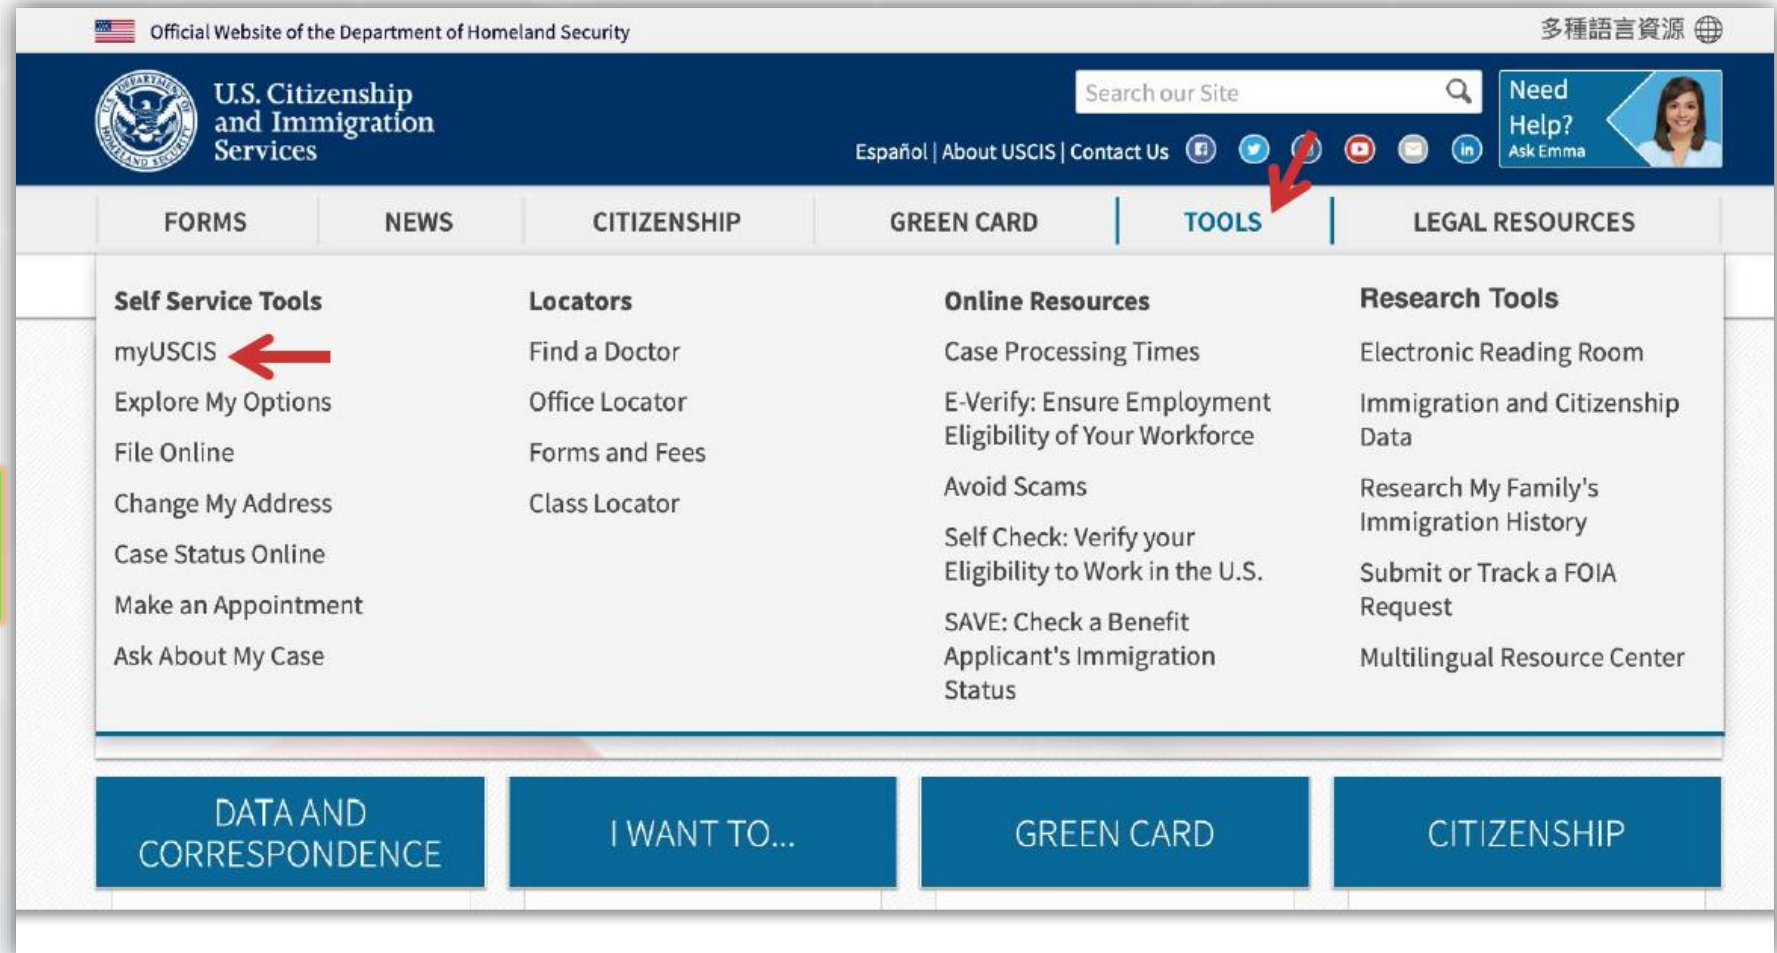 Official Website of the Department of Homeland Security
多種語言資源
U.S. Citizenship
and Immigration
Services
Search our Site
Need
Help?
Ask Emma
Español | About USCIS | Contact Us
FORMS
NEWS
CITIZENSHIP
GREEN CARD
TOOLS
LEGAL RESOURCES
Self Service Tools
myUSCIS
Explore My Options
File Online
Change My Address
Case Status Online
Make an Appointment
Ask About My Case
Locators
Find a Doctor
Office Locator
Forms and Fees
Class Locator
Online Resources
Case Processing Times
E-Verify: Ensure Employment
Eligibility of Your Workforce
Avoid Scams
Self Check: Verify your
Eligibility to Work in the U.S.
SAVE: Check a Benefit
Applicant's Immigration
Status
Research Tools
Electronic Reading Room
Immigration and Citizenship
Data
Research My Family's
Immigration History
Submit or Track a FOIA
Request
Multilingual Resource Center
DATA AND
CORRESPONDENCE
I WANT TO...
GREEN CARD
CITIZENSHIP